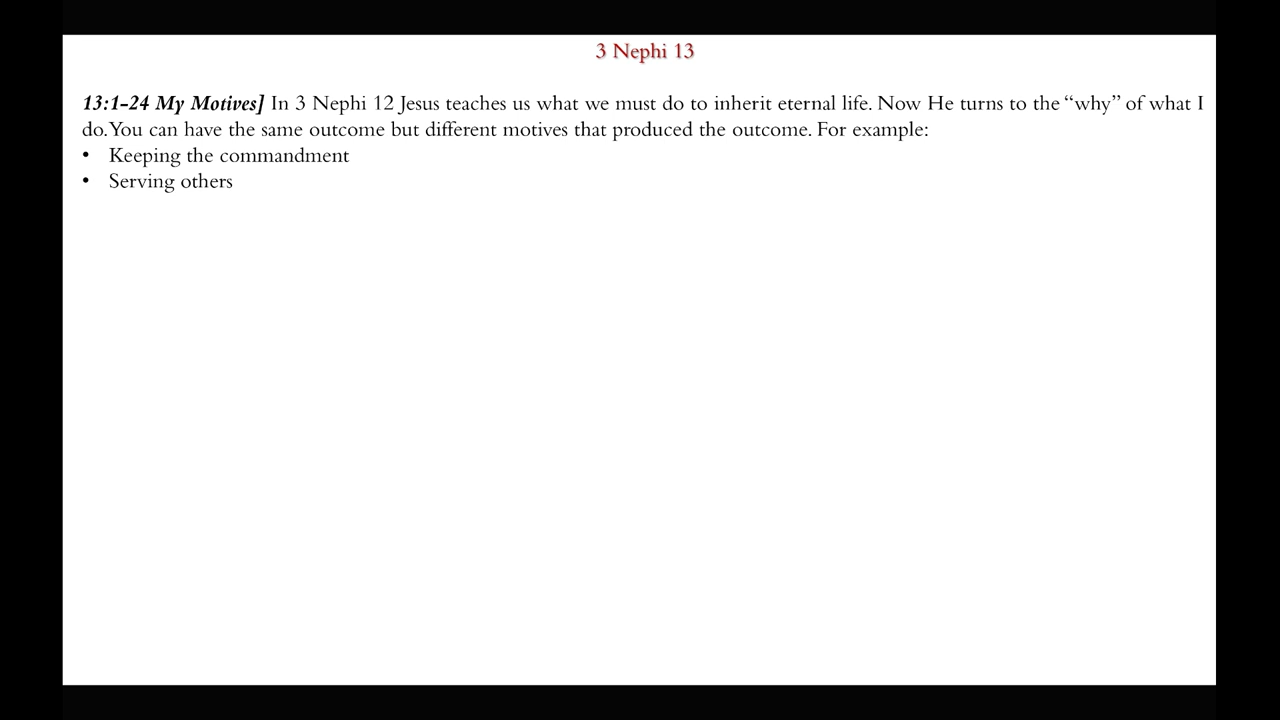 3 Nephi 13
13:1-24 My Motives] In 3 Nephi 12 Jesus teaches us what we must do to inherit eternal life. Now He turns to the “why” of what I
do. You can have the same outcome but different motives that produced the outcome. For example:
• Keeping the commandment
• Serving others